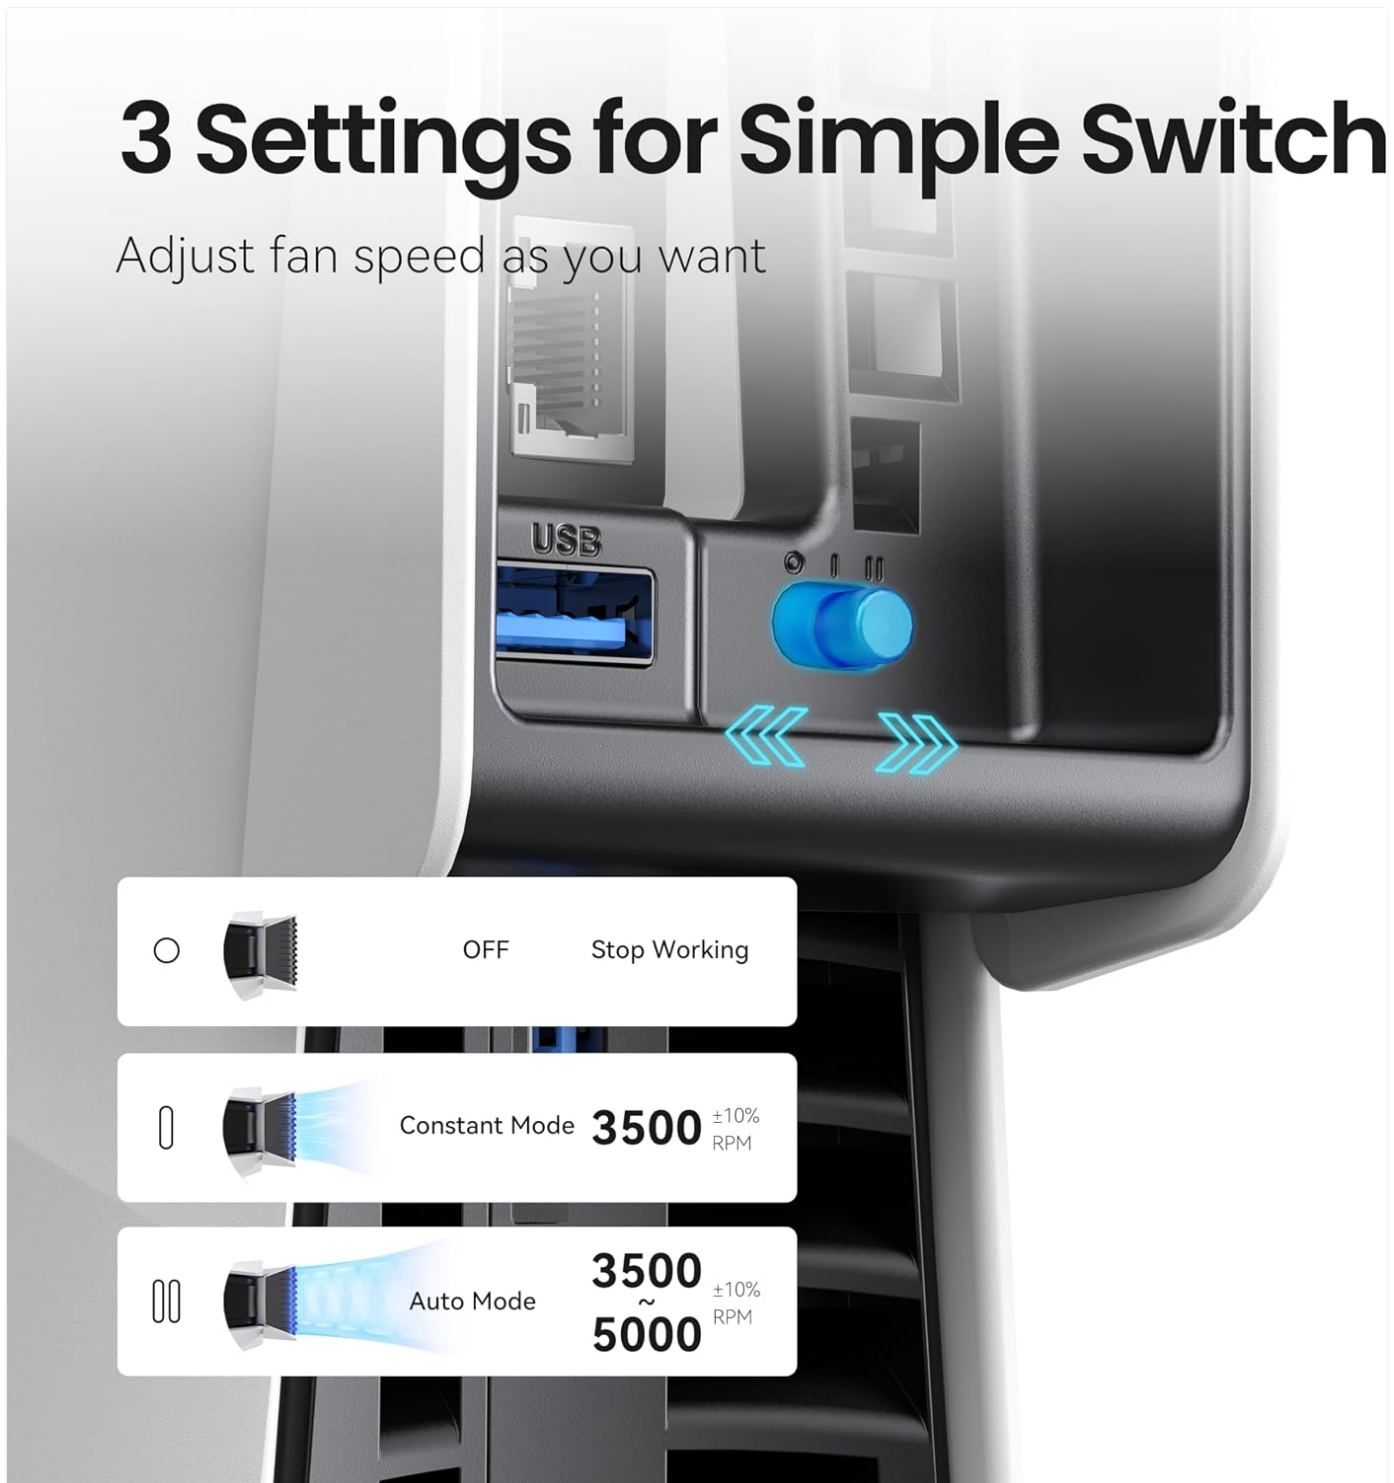 3 Settings for Simple Switch
Adjust fan speed as you want
USB
OFF Stop Working
Constant Mode 3500 ±10% RPM
Auto Mode 3500 ~ 5000 ±10% RPM